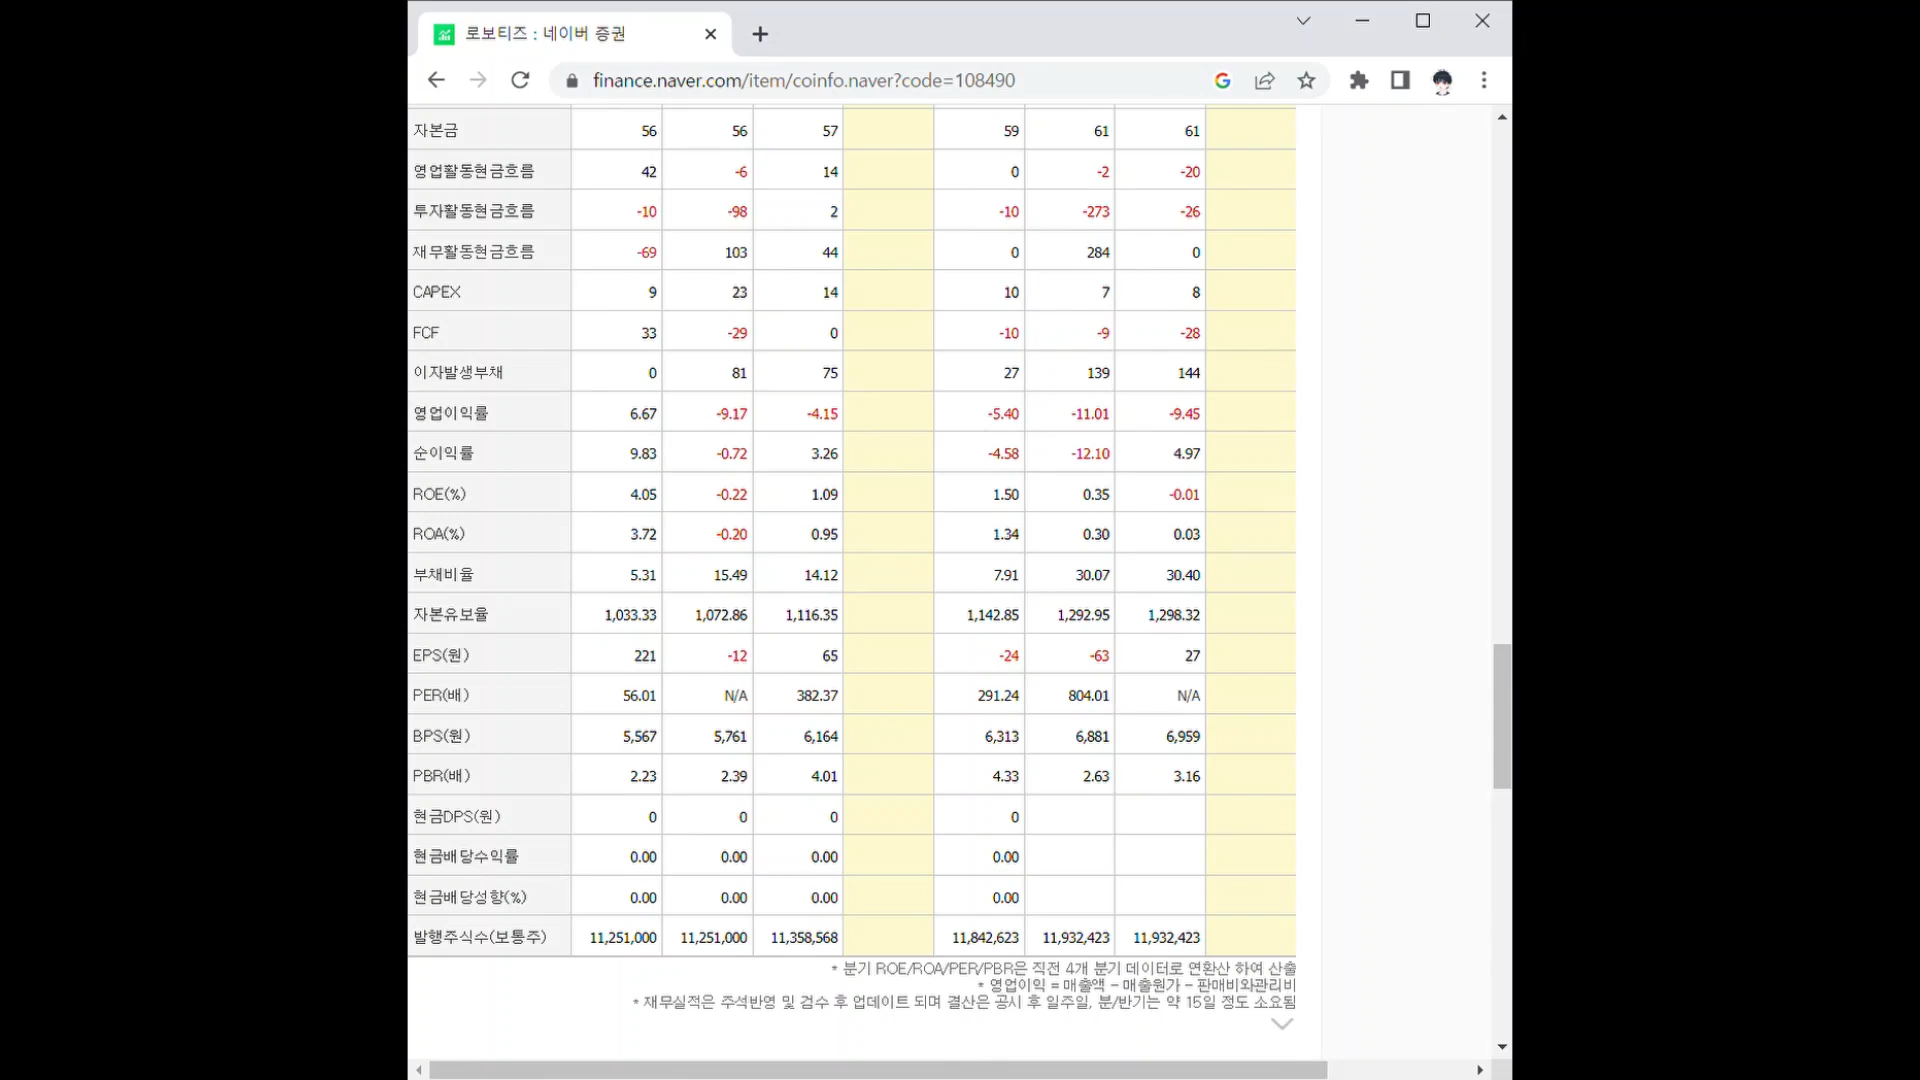 로보티즈 : 네이버 증권
finance.naver.com/item/coinfo.naver?code=108490
자본금 56 56 57 59 61 61
영업활동현금흐름 42 -6 14 0 -2 -20
투자활동현금흐름 -10 -98 2 -10 -273 -26
재무활동현금흐름 -69 103 44 0 284 0
CAPEX 9 23 14 10 7 8
FCF 33 -29 0 -10 -9 -28
이자발생부채 0 81 75 27 139 144
영업이익률 6.67 -9.17 -4.15 -5.40 -11.01 -9.45
순이익률 9.83 -0.72 3.26 -4.58 -12.10 4.97
ROE(%) 4.05 -0.22 1.09 1.50 0.35 -0.01
ROA(%) 3.72 -0.20 0.95 1.34 0.30 0.03
부채비율 5.31 15.49 14.12 7.91 30.07 30.40
자본유보율 1,033.33 1,072.86 1,116.35 1,142.85 1,292.95 1,298.32
EPS(원) 221 -12 65 -24 -63 27
PER(배) 56.01 N/A 382.37 291.24 804.01 N/A
BPS(원) 5,567 5,761 6,164 6,313 6,881 6,959
PBR(배) 2.23 2.39 4.01 4.33 2.63 3.16
현금DPS(원) 0 0 0 0
현금배당수익률 0.00 0.00 0.00 0.00
현금배당성향(%) 0.00 0.00 0.00 0.00
발행주식수(보통주) 11,251,000 11,251,000 11,358,568 11,842,623 11,932,423 11,932,423
* 분기 ROE/ROA/PER/PBR은 직전 4개 분기 데이터로 연환산 하여 산출
* 영업이익 = 매출액 - 매출원가 - 판매비와관리비
* 재무실적은 주석반영 및 검수 후 업데이트 되며 결산은 공시 후 일주일, 분/반기는 약 15일 정도 소요됨